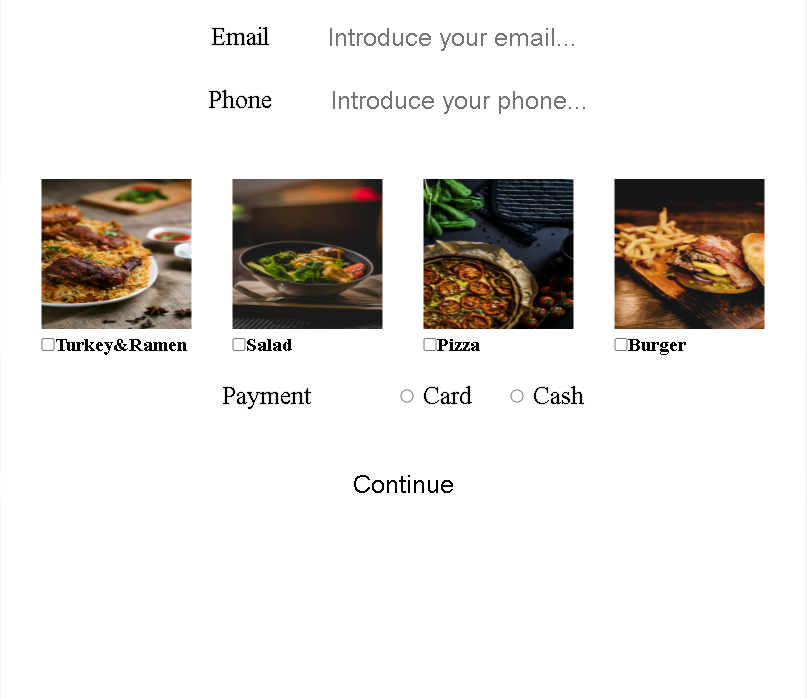 Email Introduce your email...
Phone Introduce your phone...
Turkey&Ramen Salad Pizza Burger
Payment Card Cash
Continue